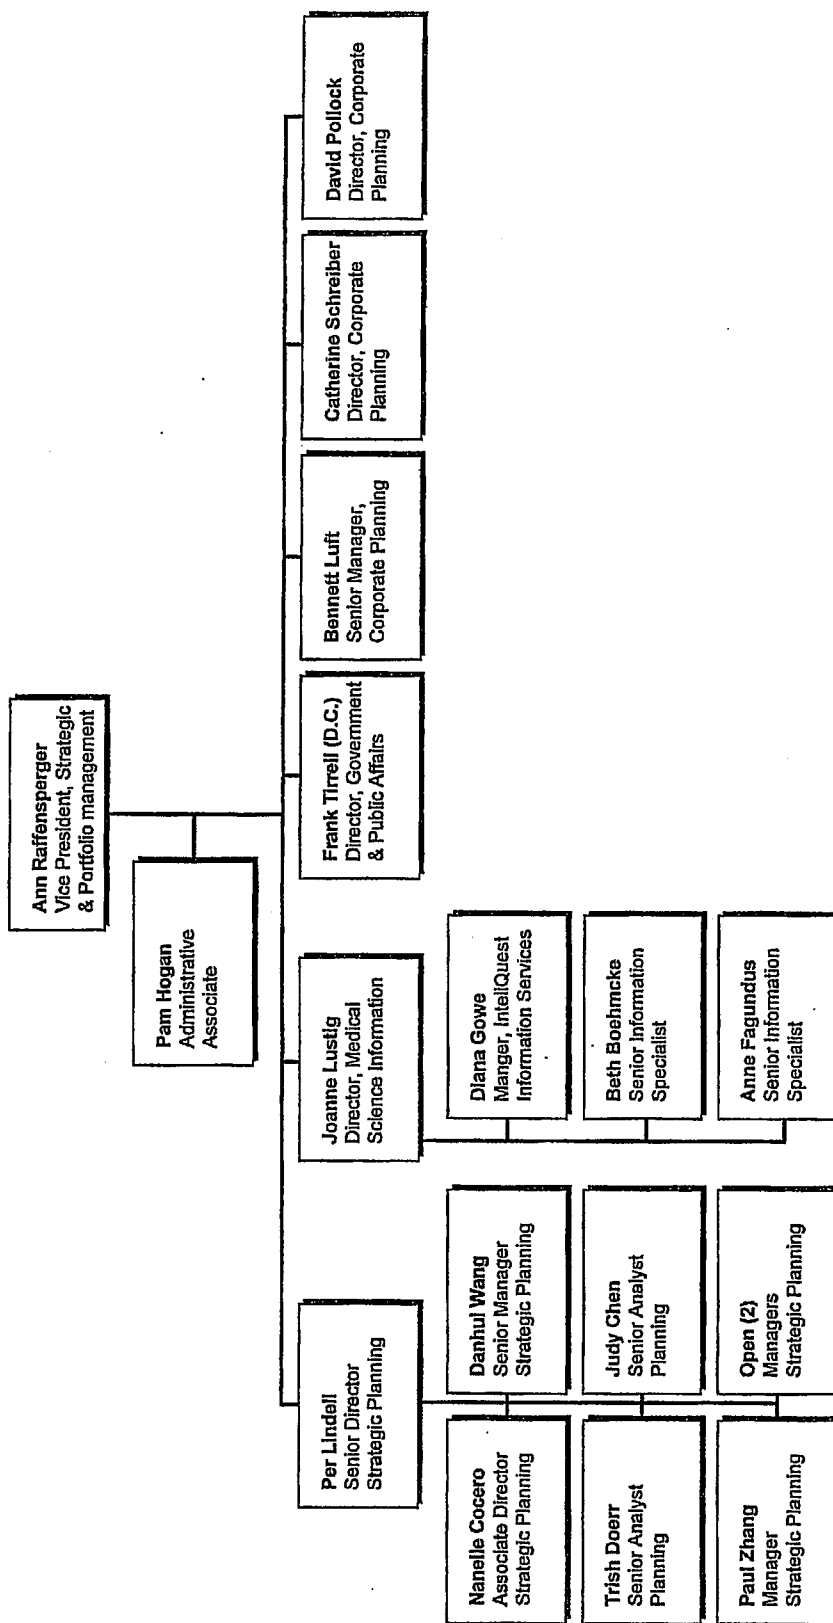 Ann Raffensperger
Vice President, Strategic
& Portfolio management
Pam Hogan
Administrative
Associate
Per Lindell
Senior Director
Strategic Planning
Joanne Lustig
Director, Medical
Science Information
Frank Tirrell (D.C.)
Director, Government
& Public Affairs
Bennett Luft
Senior Manager,
Corporate Planning
Catherine Schreiber
Director, Corporate
Planning
David Pollock
Director, Corporate
Planning
Nanelle Cocero
Associate Director
Strategic Planning
Danhui Wang
Senior Manager
Strategic Planning
Trish Doerr
Senior Analyst
Planning
Judy Chen
Senior Analyst
Planning
Paul Zhang
Manager
Strategic Planning
Open (2)
Managers
Strategic Planning
Diana Gowe
Manger, InteliQuest
Information Services
Beth Boehmcke
Senior Information
Specialist
Anne Fagundus
Senior Information
Specialist